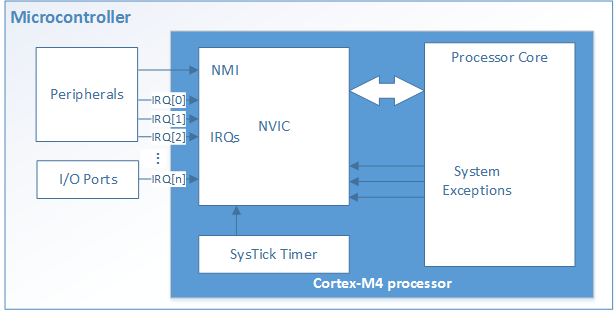 Microcontroller
Peripherals
IRQ[0]
IRQ[1]
IRQ[2]
I/O Ports
IRQ[n]
NMI
NVIC
IRQs
SysTick Timer
Processor Core
System
Exceptions
Cortex-M4 processor